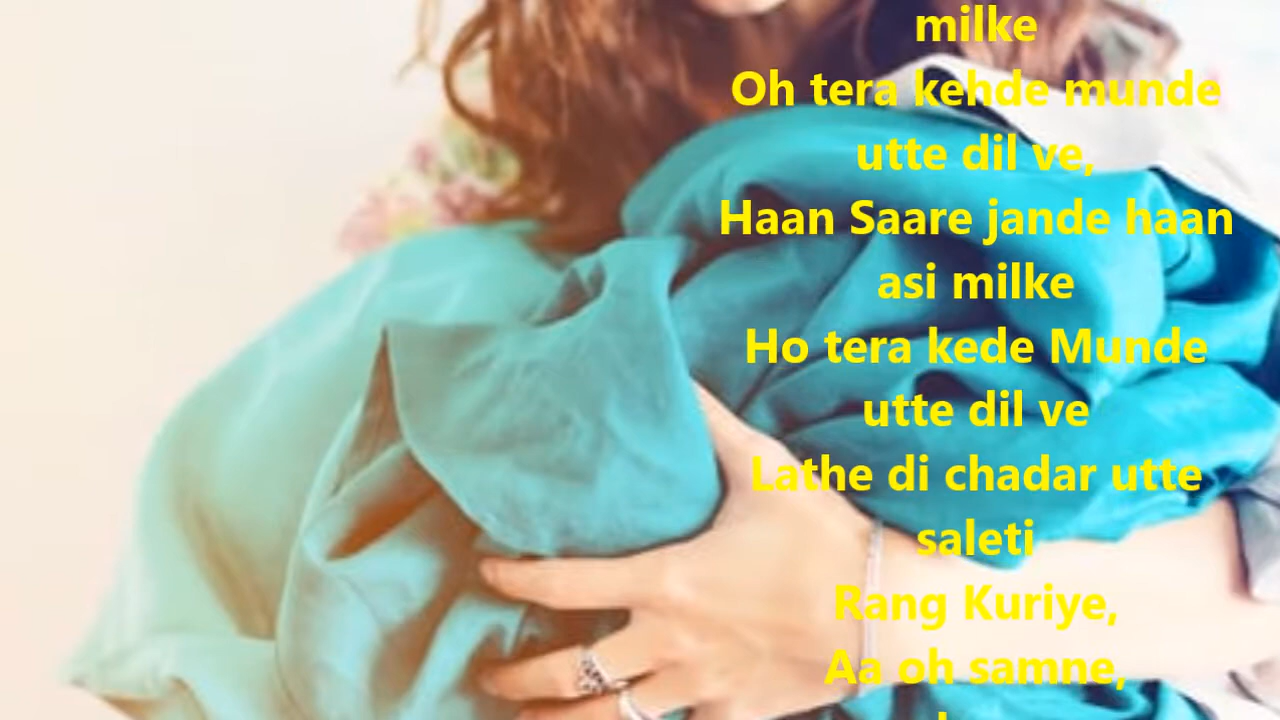 milke
Oh tera kehde munde
utte dil ve,
Haan Saare jande haan
asi milke
Ho tera kede Munde
utte dil ve
Lathe di chadar utte
saleti
Rang Kuriye,
Aa oh samne,